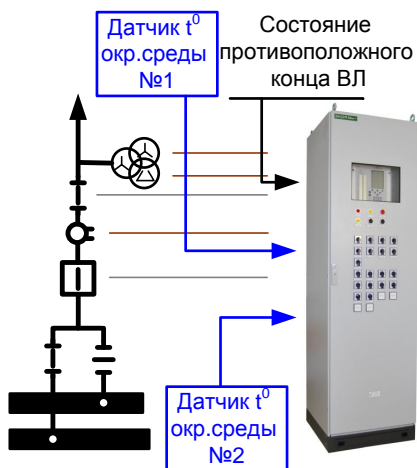 Датчик t⁰
окр.среды
№1
Состояние
противоположного
конца ВЛ
Датчик t⁰
окр.среды
№2